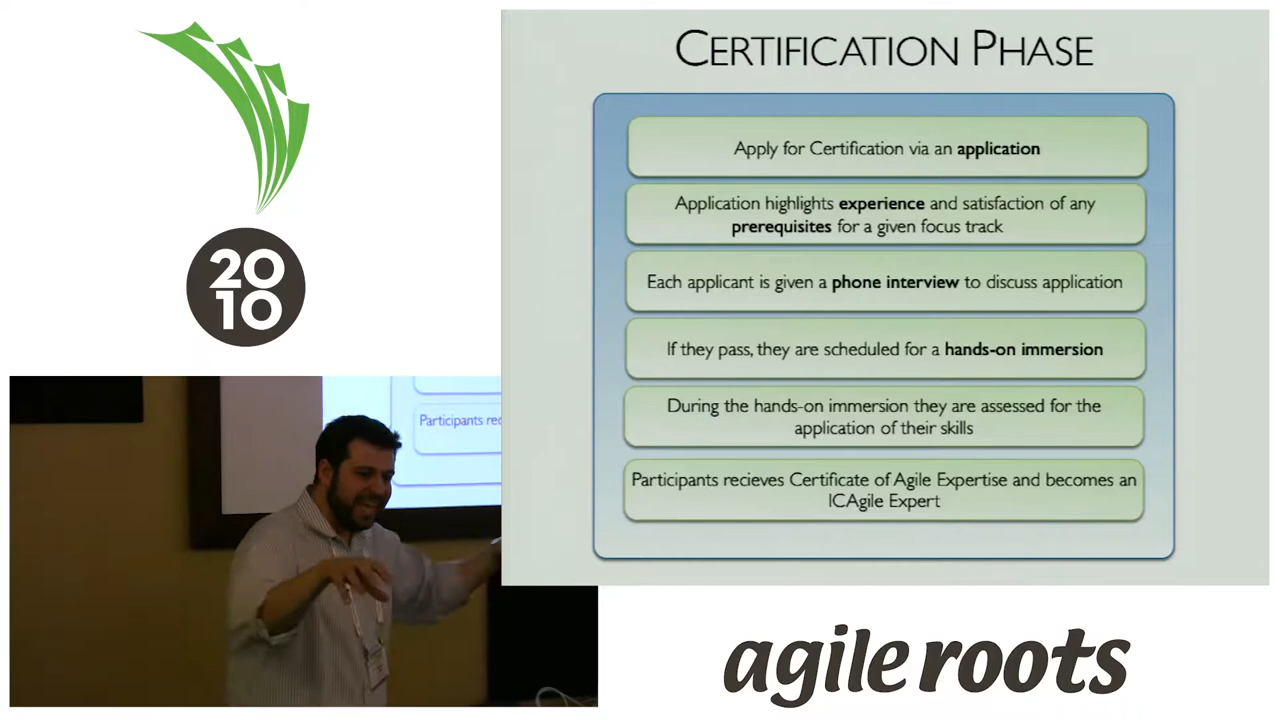 20
10
CERTIFICATION PHASE
Apply for Certification via an application
Application highlights experience and satisfaction of any
prerequisites for a given focus track
Each applicant is given a phone interview to discuss application
If they pass, they are scheduled for a hands-on immersion
During the hands-on immersion they are assessed for the
application of their skills
Participants recieves Certificate of Agile Expertise and becomes an
ICAgile Expert
Participants rec
agile roots